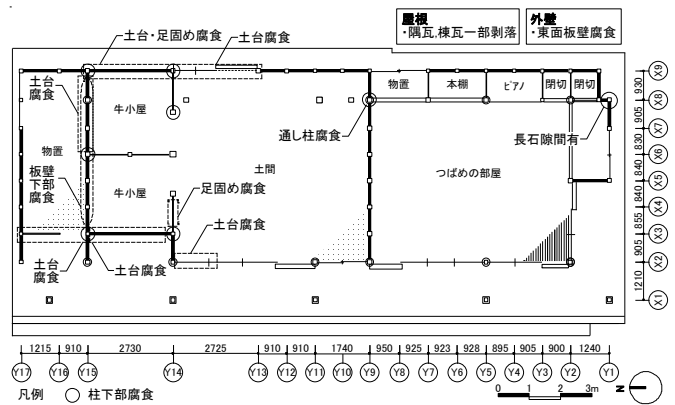 屋根
・隅瓦,棟瓦一部剥落
外壁
・東面板壁腐食
土台・足固め腐食
土台腐食
土台
腐食
牛小屋
物置
本棚
ピアノ
閉切
閉切
通し柱腐食
長石隙間有
物置
板壁
下部
腐食
牛小屋
土間
足固め腐食
つばめの部屋
土台腐食
土台
腐食
土台腐食
X9
930
X8
905
X7
830
X6
840
X5
840
X4
855
X3
905
X2
1210
X1
1215 910 2730 2725 910 910 1740 950 925 923 928 895 905 900 1240
Y17 Y16 Y15 Y14 Y13 Y12 Y11 Y10 Y9 Y8 Y7 Y6 Y5 Y4 Y3 Y2 Y1
凡例 ○ 柱下部腐食
0 1 2 3m
N